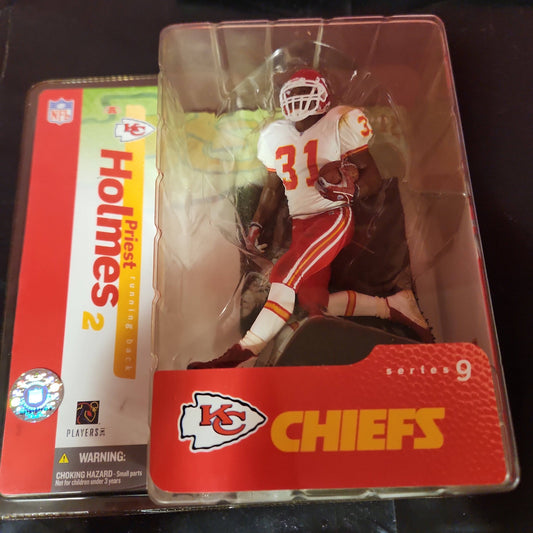 NFL
KC
Priest
Holmes 2
running back
PLAYERS INC
WARNING:
CHOKING HAZARD - Small parts
Not for children under 3 years
31
31
series 9
KC
CHIEFS